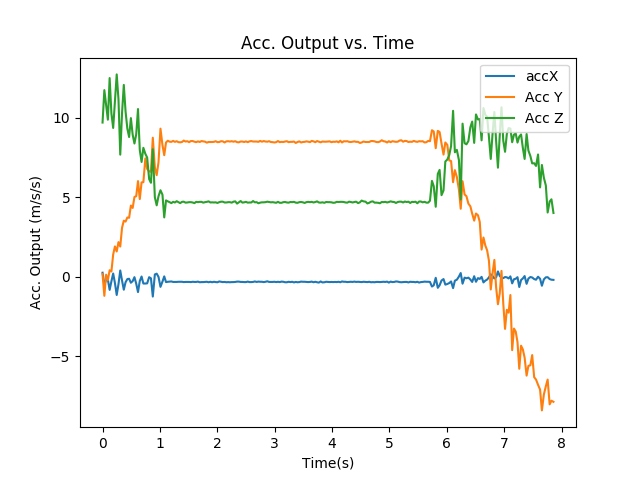 Acc. Output vs. Time
accX
Acc Y
Acc Z
Acc. Output (m/s/s)
10
5
0
−5
0 1 2 3 4 5 6 7 8
Time(s)